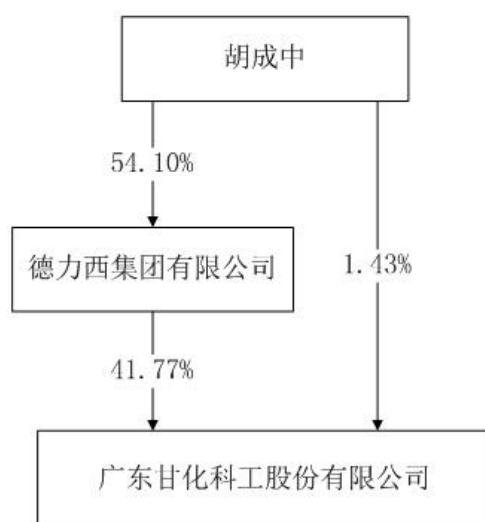 胡成中
54.10%
德力西集团有限公司
1.43%
41.77%
广东甘化科工股份有限公司